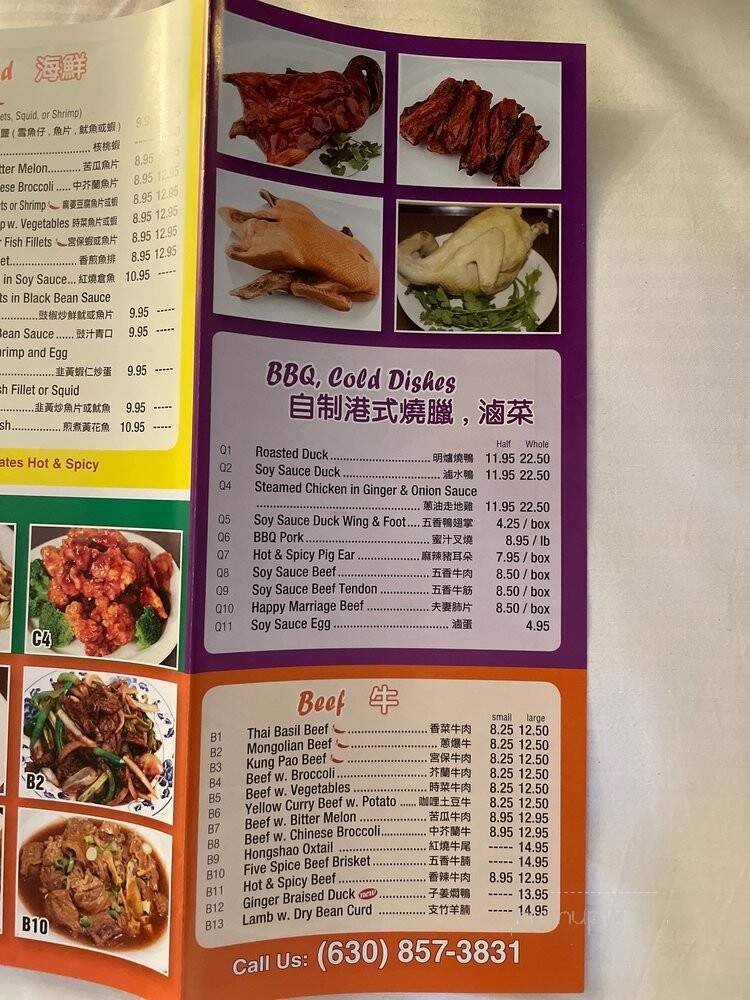 d 海鮮
ets, Squid, or Shrimp)
鹽 ( 雪魚仔 , 魚片 , 魷魚或蝦 ) 9.9
核桃蝦 -----
tter Melon........... 苦瓜魚片 8.95
ese Broccoli ..... 中芥蘭魚片 8.95
ts or Shrimp 麻婆豆腐魚片或蝦 8.95 12.95
p w. Vegetables 時菜魚片或蝦 8.95 12.95
r Fish Fillets 宮保蝦或魚片 8.95 12.95
et........................ 香煎魚排 8.95 12.95
in Soy Sauce... 紅燒倉魚 10.95 -----
ts in Black Bean Sauce
豉椒炒鮮魷或魚片 9.95 -----
Bean Sauce ..... 豉汁青口 9.95 -----
rimp and Egg
韭黃蝦仁炒蛋 9.95 -----
sh Fillet or Squid
韭黃炒魚片或魷魚 9.95 -----
sh................... 煎煮黃花魚 10.95 -----
ates Hot & Spicy
C4
B2
B10
BBQ, Cold Dishes
自制港式燒臘 , 滷菜
Half Whole
Q1 Roasted Duck ........................ 明爐燒鴨 11.95 22.50
Q2 Soy Sauce Duck ........................ 滷水鴨 11.95 22.50
Q4 Steamed Chicken in Ginger & Onion Sauce
........................ 蔥油走地雞 11.95 22.50
Q5 Soy Sauce Duck Wing & Foot.... 五香鴨翅掌 4.25 / box
Q6 BBQ Pork ........................ 蜜汁叉燒 8.95 / lb
Q7 Hot & Spicy Pig Ear ............... 麻辣豬耳朵 7.95 / box
Q8 Soy Sauce Beef ..................... 五香牛肉 8.50 / box
Q9 Soy Sauce Beef Tendon .......... 五香牛筋 8.50 / box
Q10 Happy Marriage Beef ............. 夫妻肺片 8.50 / box
Q11 Soy Sauce Egg ........................ 滷蛋 4.95
Beef 牛
small large
B1 Thai Basil Beef ..................... 香菜牛肉 8.25 12.50
B2 Mongolian Beef ..................... 蔥爆牛 8.25 12.50
B3 Kung Pao Beef ..................... 宮保牛肉 8.25 12.50
B4 Beef w. Broccoli ..................... 芥蘭牛肉 8.25 12.50
B5 Beef w. Vegetables ................. 時菜牛肉 8.25 12.50
B6 Yellow Curry Beef w. Potato ..... 咖哩土豆牛 8.25 12.50
B7 Beef w. Bitter Melon ............... 苦瓜牛肉 8.95 12.95
B8 Beef w. Chinese Broccoli........... 中芥蘭牛 8.95 12.95
B9 Hongshao Oxtail ..................... 紅燒牛尾 ----- 14.95
B10 Five Spice Beef Brisket ............ 五香牛腩 ----- 14.95
B11 Hot & Spicy Beef ..................... 香辣牛肉 8.95 12.95
B12 Ginger Braised Duck new ............ 子姜燜鴨 ----- 13.95
B13 Lamb w. Dry Bean Curd ............ 支竹羊腩 ----- 14.95
Call Us: (630) 857-3831